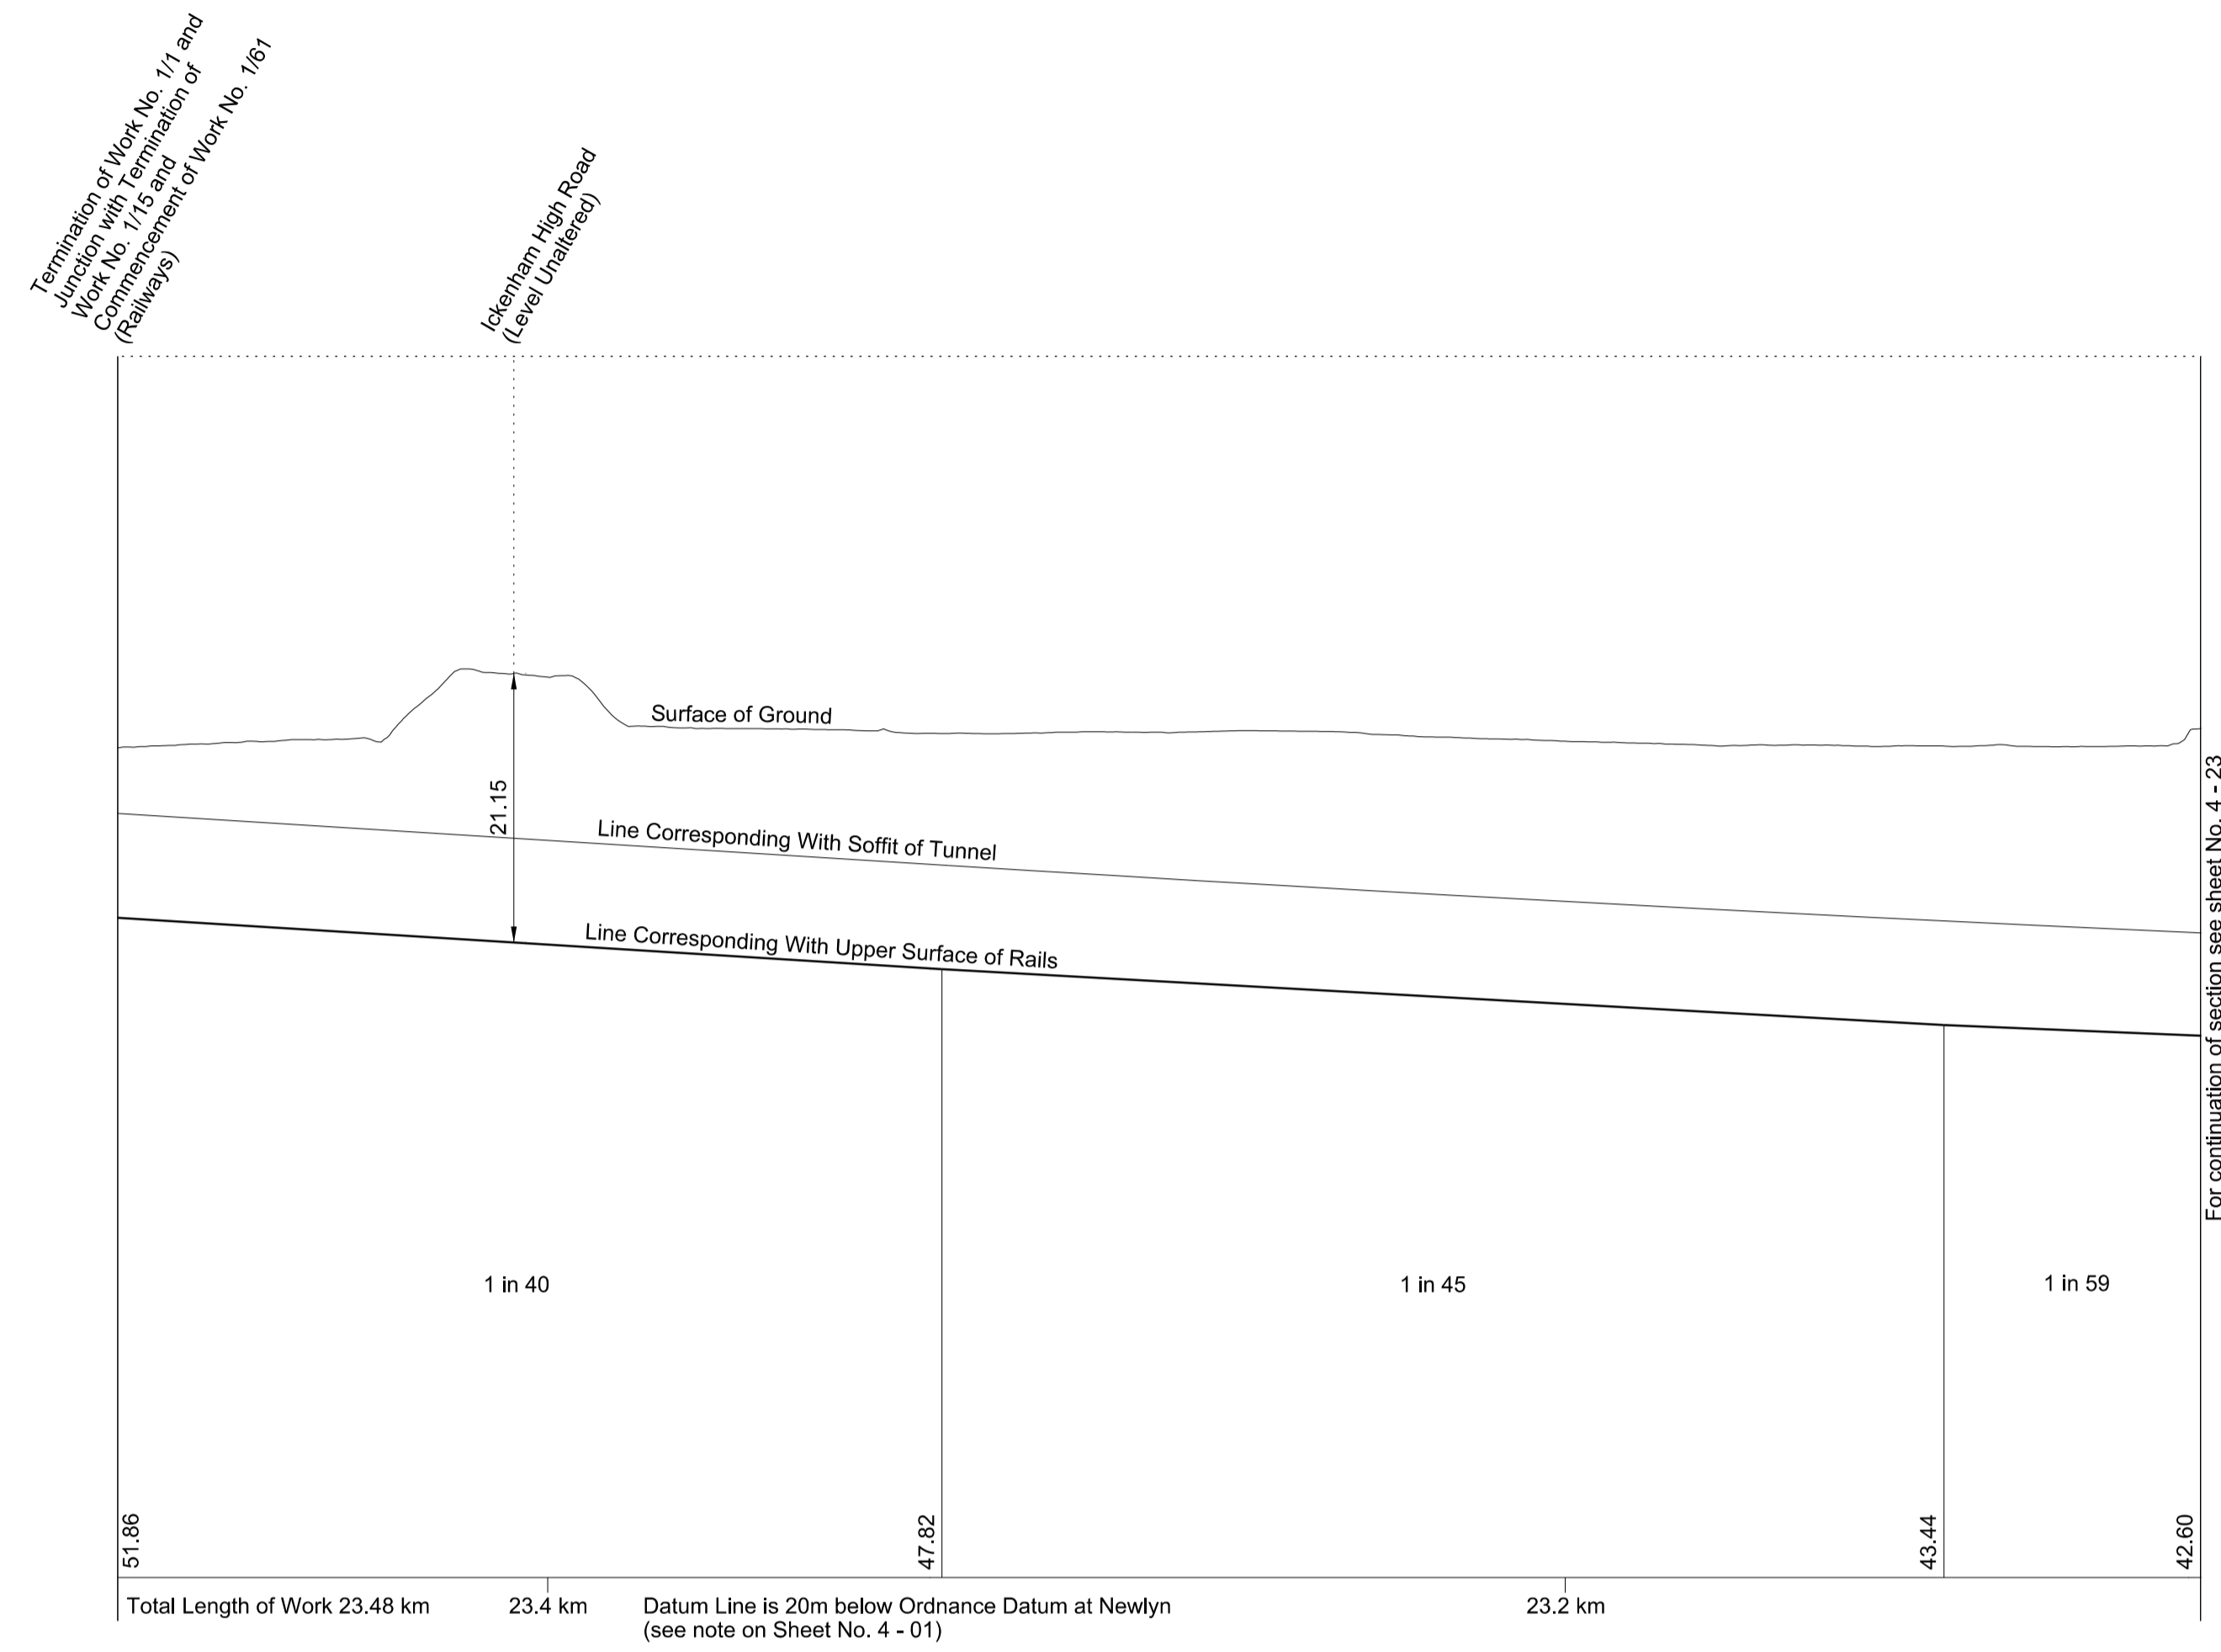 Termination of Work No. 1/1 and
Junction with Termination of
Work No. 1/15 and
Commencement of Work No. 1/61
(Railways)
Ickenham High Road
(Level Unaltered)
Surface of Ground
21.15
Line Corresponding With Soffit of Tunnel
Line Corresponding With Upper Surface of Rails
For continuation of section see sheet No. 4 - 23
1 in 40
1 in 45
1 in 59
51.86
47.82
43.44
42.60
Total Length of Work 23.48 km
23.4 km
Datum Line is 20m below Ordnance Datum at Newlyn
(see note on Sheet No. 4 - 01)
23.2 km